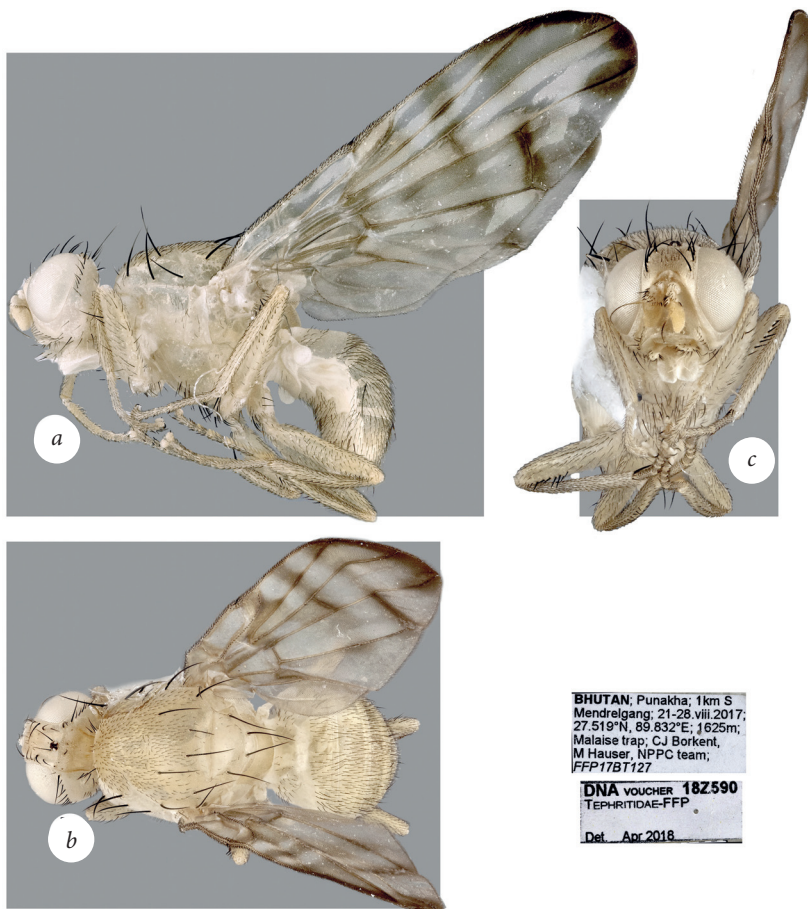 a
c
b
BHUTAN; Punakha; 1km S
Mendrelgang; 21-28.viii.2017;
27.519°N, 89.832°E; 1625m;
Malaise trap; CJ Borkent,
M Hauser, NPPC team;
FFP17BT127
DNA VOUCHER 18Z590
TEPHRITIDAE-FFP
Det. Apr 2018